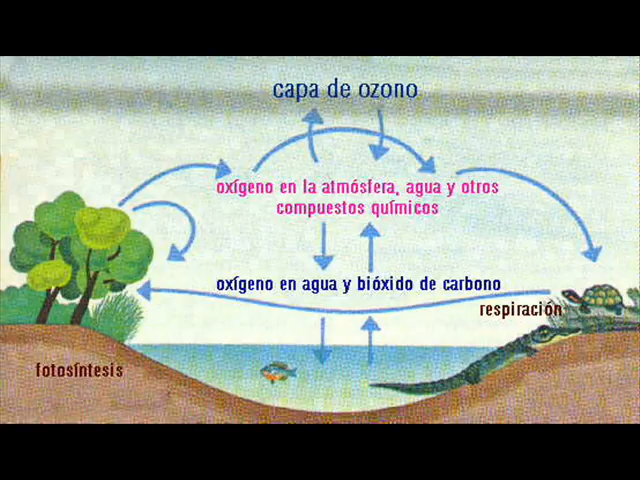 capa de ozono
oxígeno en la atmósfera, agua y otros
compuestos químicos
oxígeno en agua y bióxido de carbono
respiración
fotosíntesis